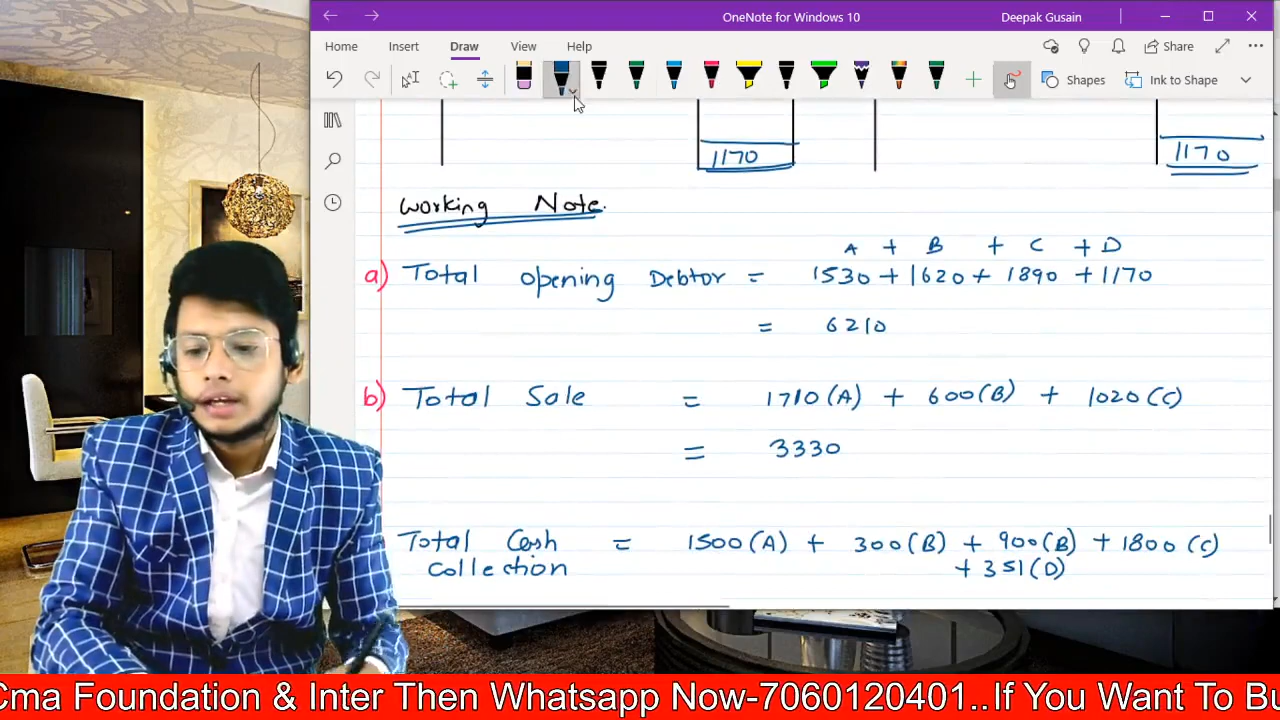 OneNote for Windows 10
Deepak Gusain
Home Insert Draw View Help
Share
Shapes
Ink to Shape
1170
1170
Working Note.
A + B + C + D
a) Total opening Debtor = 1530 + 1620 + 1890 + 1170
= 6210
b) Total Sale = 1710 (A) + 600 (B) + 1020 (C)
= 3330
Total Cash = 1500 (A) + 300 (B) + 900 (B) + 1800 (C)
collection + 351 (D)
Cma Foundation & Inter Then Whatsapp Now-7060120401..If You Want To Bu